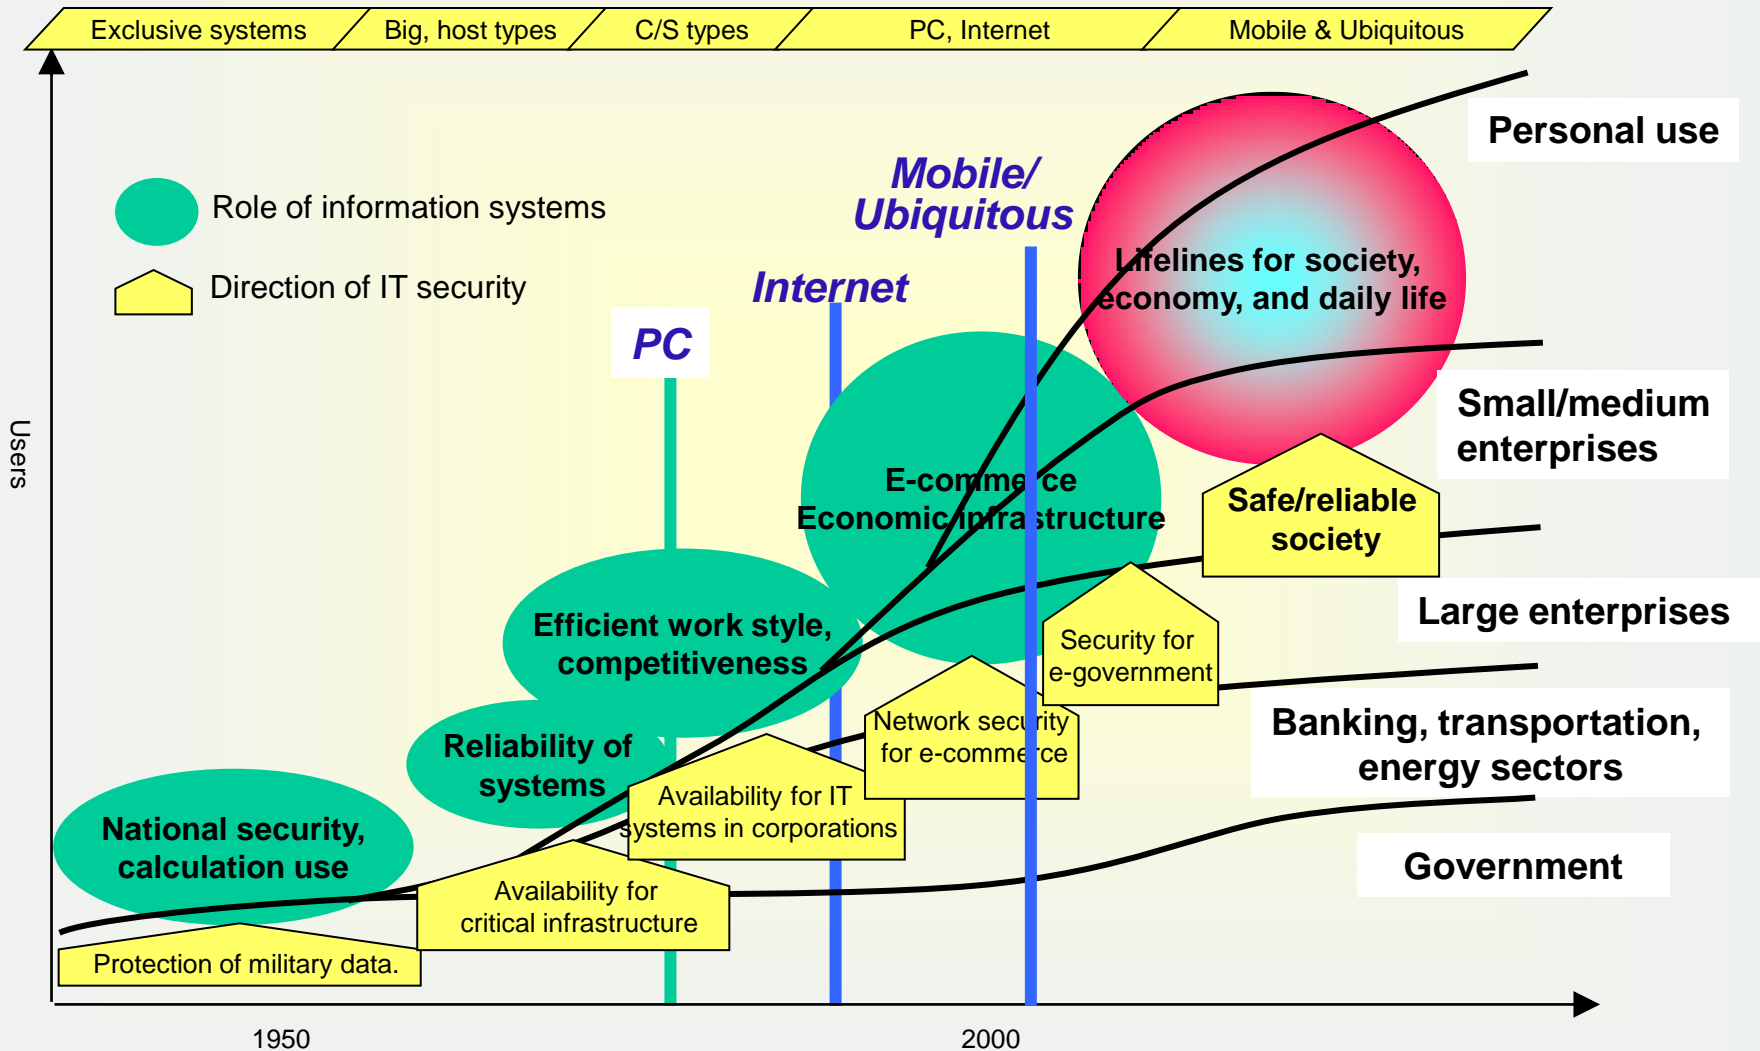 Exclusive systems
Big, host types
C/S types
PC, Internet
Mobile & Ubiquitous
Personal use
Mobile/
Ubiquitous
Role of information systems
Lifelines for society,
economy, and daily life
Direction of IT security
Internet
PC
Small/medium
enterprises
Users
E-commerce
Economic infrastructure
Safe/reliable
society
Large enterprises
Efficient work style,
competitiveness
Security for
e-government
Banking, transportation,
energy sectors
Network security
for e-commerce
Reliability of
systems
Availability for IT
systems in corporations
National security,
calculation use
Government
Availability for
critical infrastructure
Protection of military data.
1950
2000